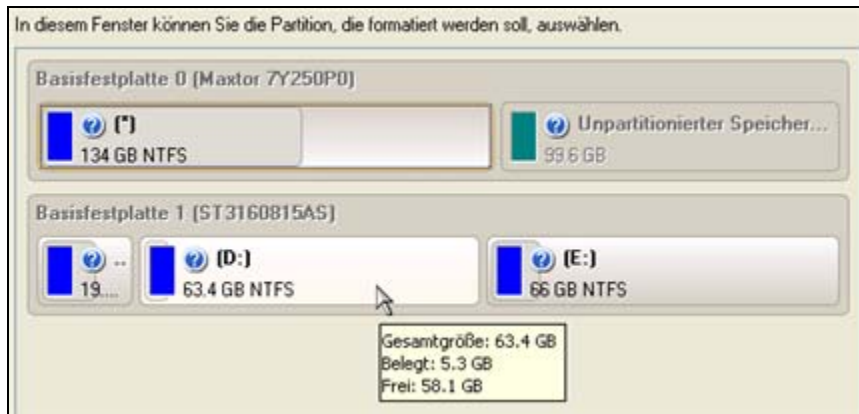 In diesem Fenster können Sie die Partition, die formatiert werden soll, auswählen.
Basisfestplatte 0 (Maxtor 7Y250P0)
(*)
134 GB NTFS
Unpartitionierter Speicher...
99.6 GB
Basisfestplatte 1 (ST3160815AS)
..
19....
(D:)
63.4 GB NTFS
(E:)
66 GB NTFS
Gesamtgröße: 63.4 GB
Belegt: 5.3 GB
Frei: 58.1 GB